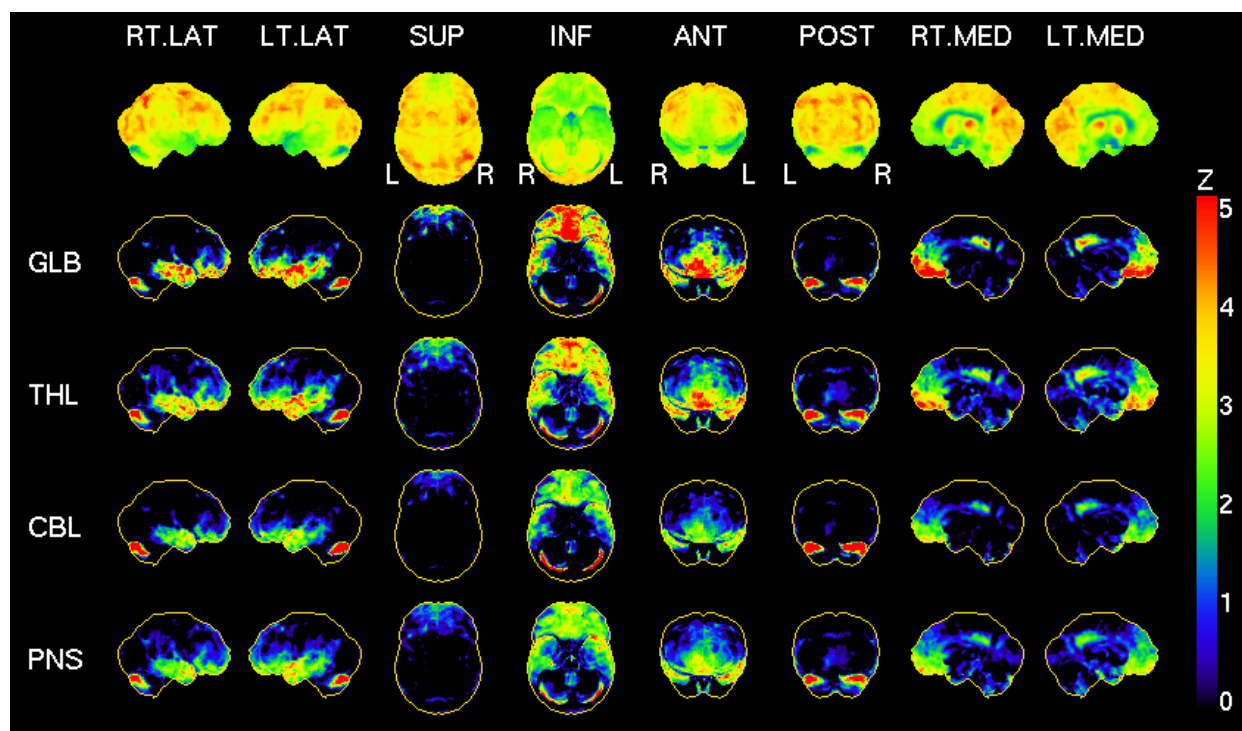 RT.LAT LT.LAT SUP INF ANT POST RT.MED LT.MED
L R R L R L L R
Z
5
GLB
4
THL
3
2
CBL
1
PNS
0